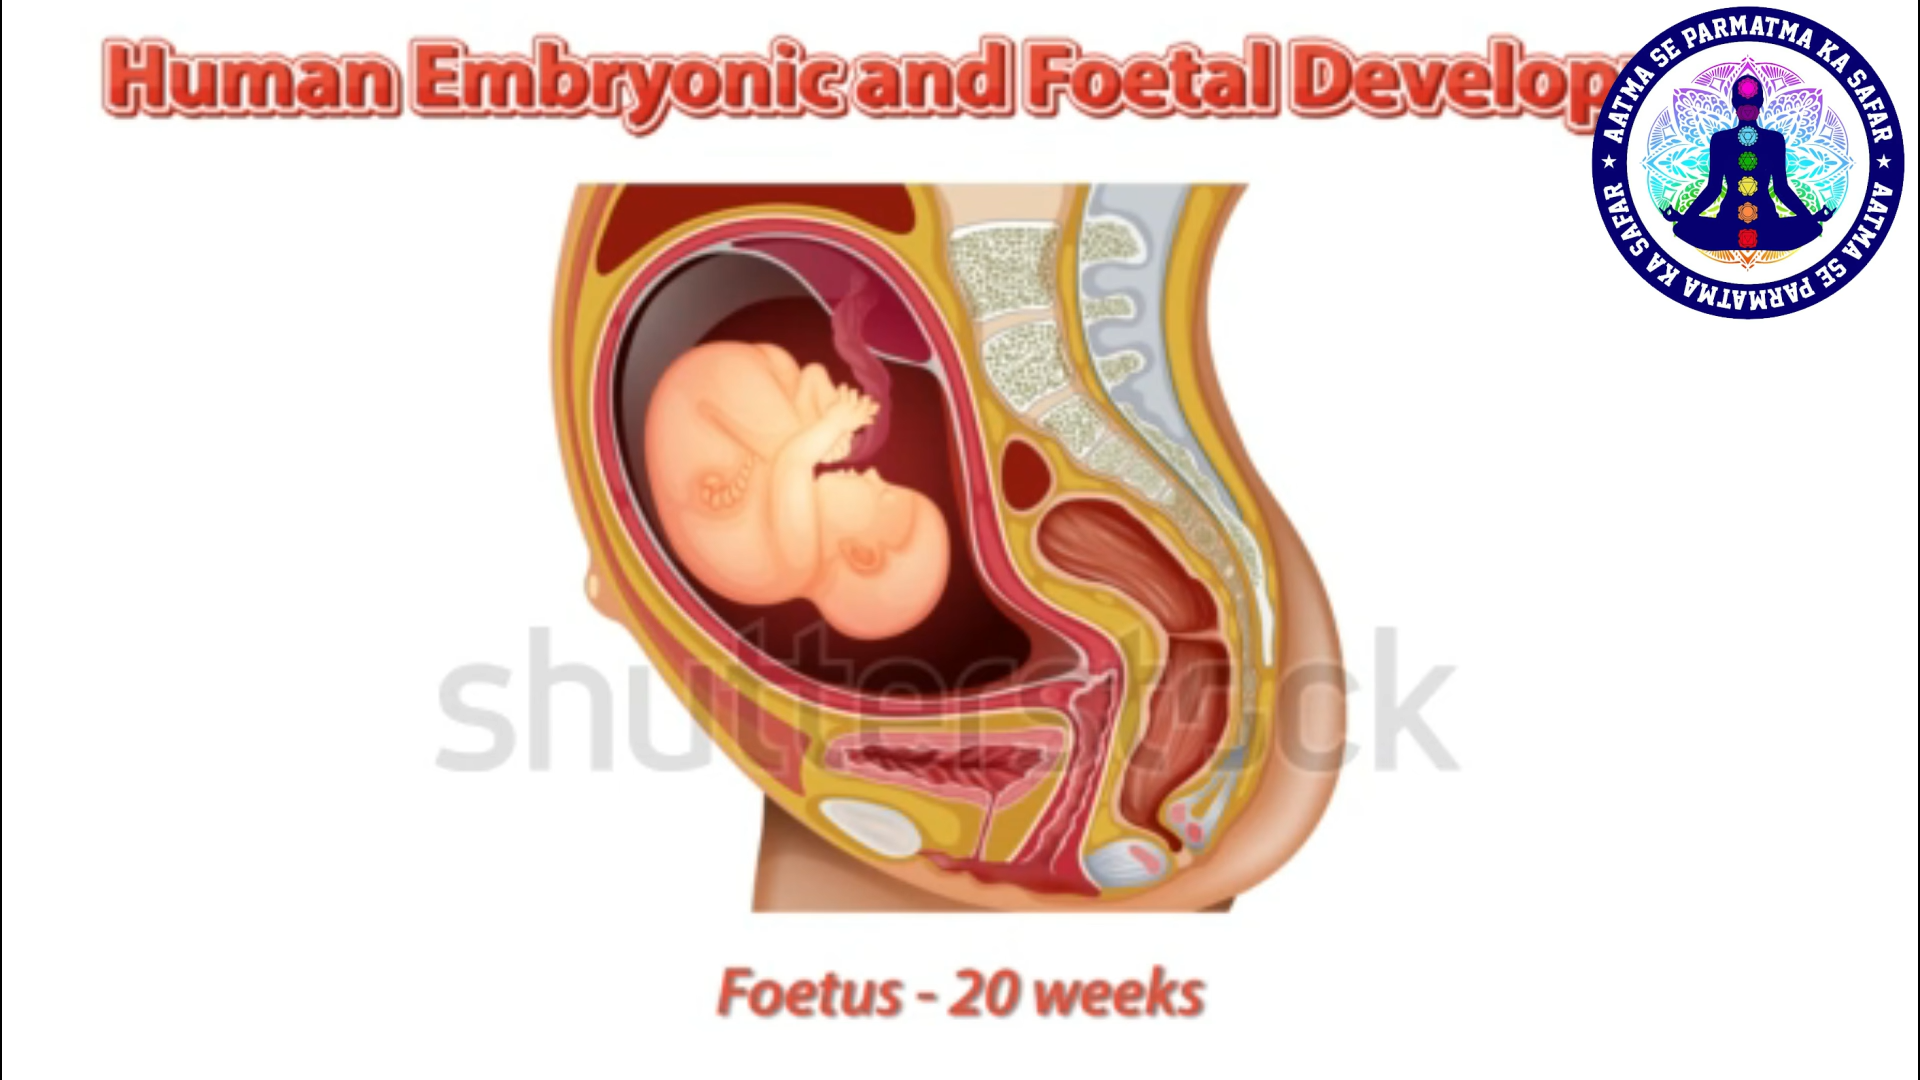 Human Embryonic and Foetal Develop
AATMA SE PARMATMA KA SAFAR
AATMA SE PARMATMA KA SAFAR
shutterstock
Foetus - 20 weeks